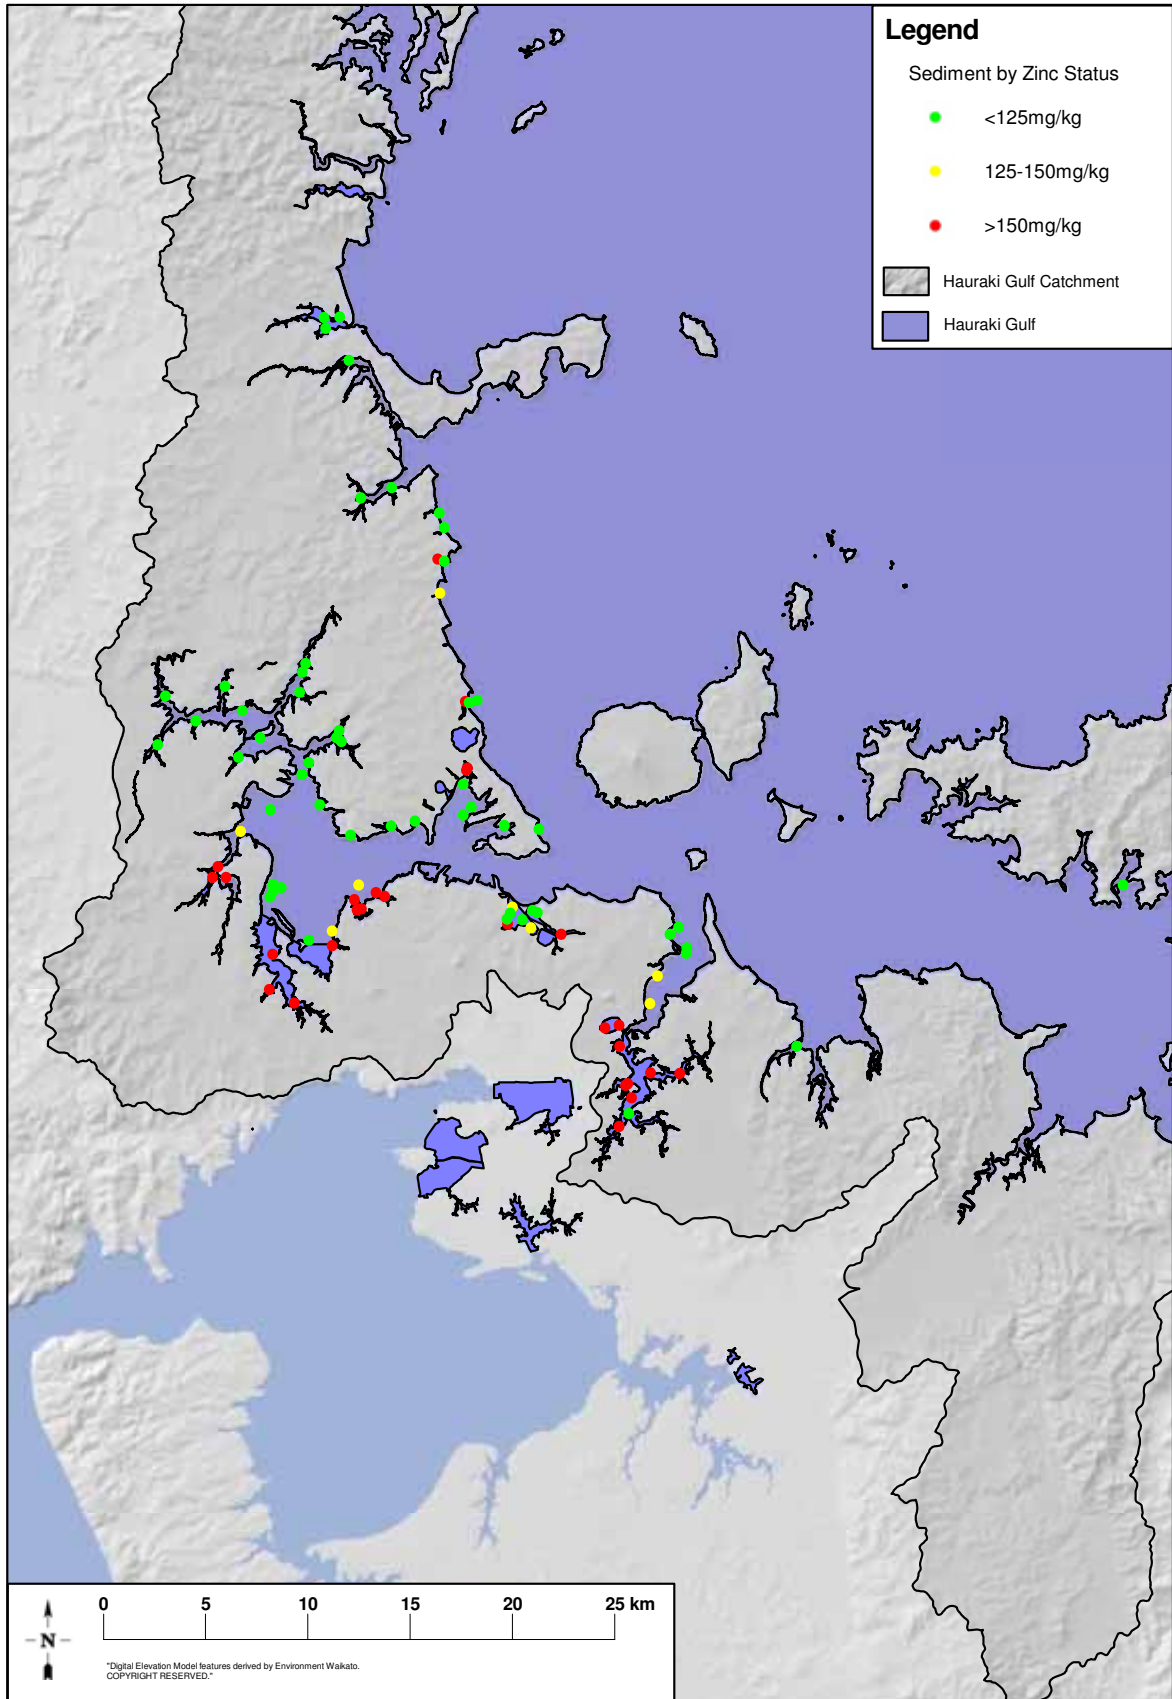 Legend
Sediment by Zinc Status
<125mg/kg
125-150mg/kg
>150mg/kg
Hauraki Gulf Catchment
Hauraki Gulf
0 5 10 15 20 25 km
N
"Digital Elevation Model features derived by Environment Waikato.
COPYRIGHT RESERVED."